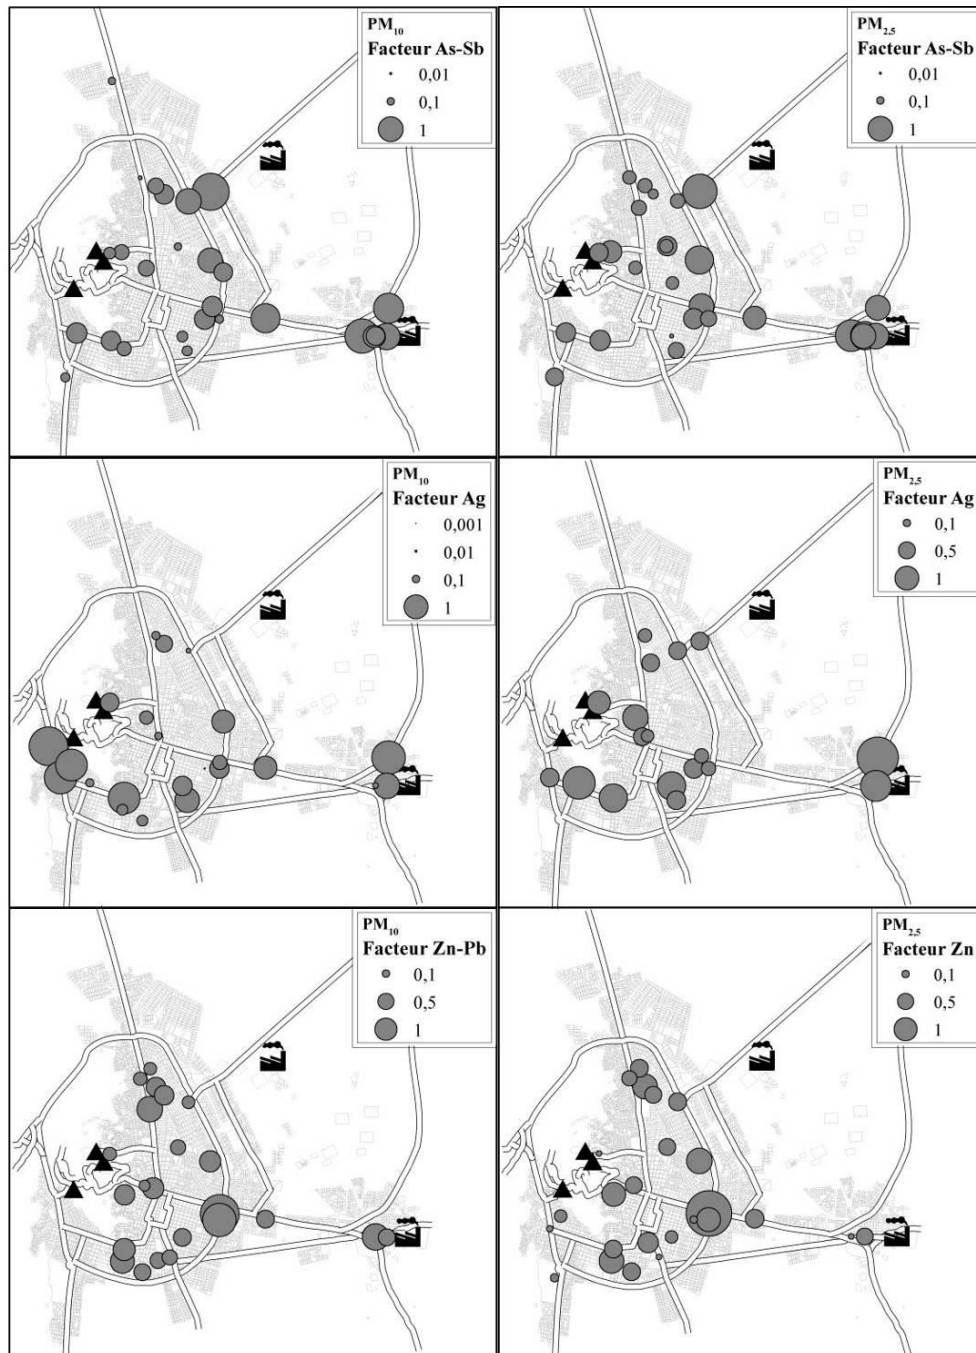 PM10
Facteur As-Sb
0,01
0,1
1
PM2,5
Facteur As-Sb
0,01
0,1
1
PM10
Facteur Ag
0,001
0,01
0,1
1
PM2,5
Facteur Ag
0,1
0,5
1
PM10
Facteur Zn-Pb
0,1
0,5
1
PM2,5
Facteur Zn
0,1
0,5
1